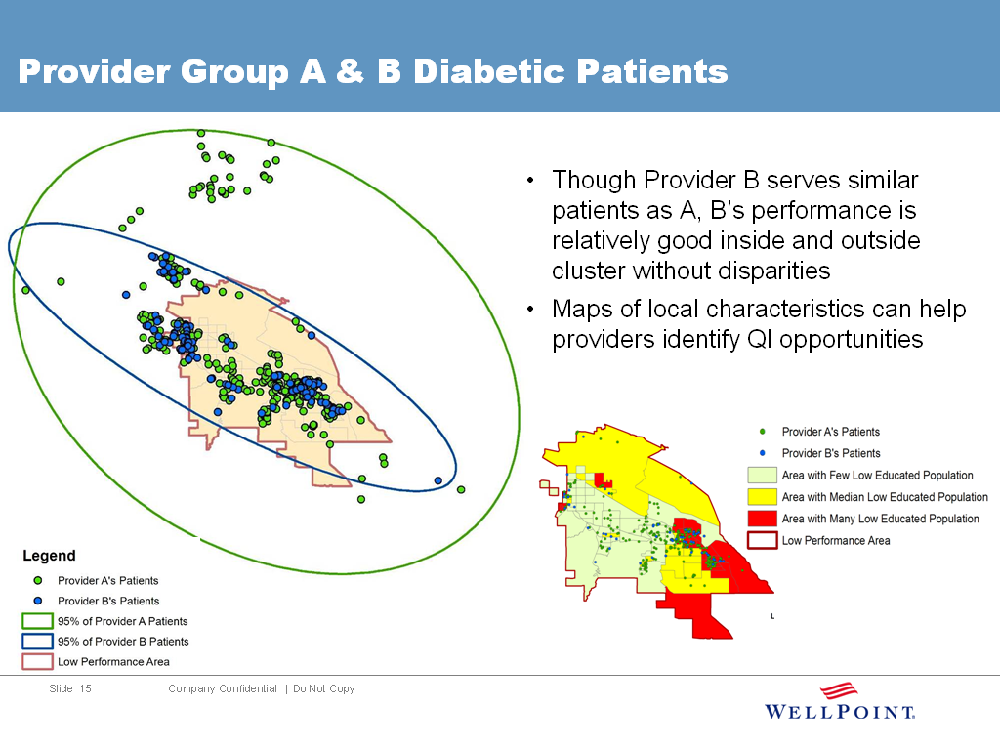 Provider Group A & B Diabetic Patients
• Though Provider B serves similar
patients as A, B’s performance is
relatively good inside and outside
cluster without disparities
• Maps of local characteristics can help
providers identify QI opportunities
Provider A's Patients
Provider B's Patients
Area with Few Low Educated Population
Area with Median Low Educated Population
Area with Many Low Educated Population
Low Performance Area
L
Legend
Provider A's Patients
Provider B's Patients
95% of Provider A Patients
95% of Provider B Patients
Low Performance Area
Slide 15 Company Confidential | Do Not Copy
WELLPOINT.